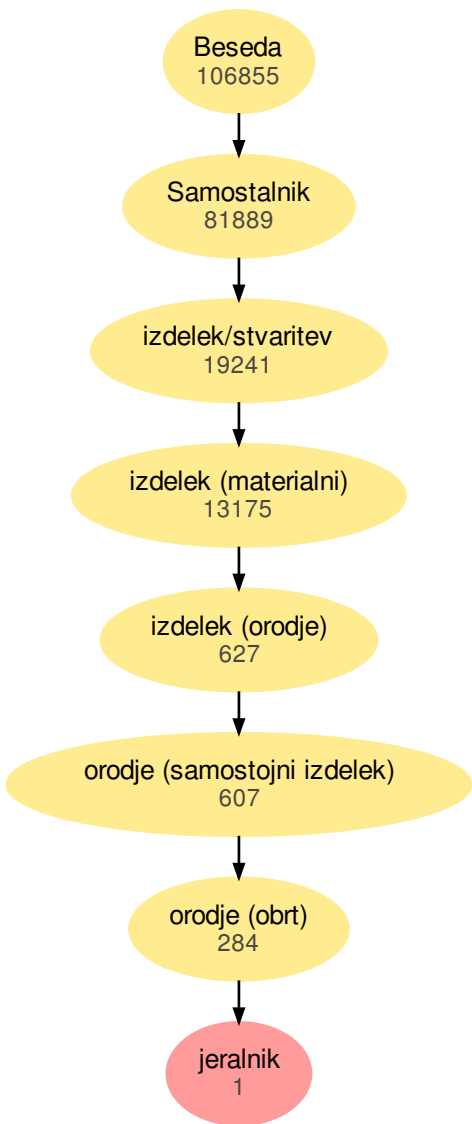 Beseda
106855
Samostalnik
81889
izdelek/stvaritev
19241
izdelek (materialni)
13175
izdelek (orodje)
627
orodje (samostojni izdelek)
607
orodje (obrt)
284
jeralnik
1